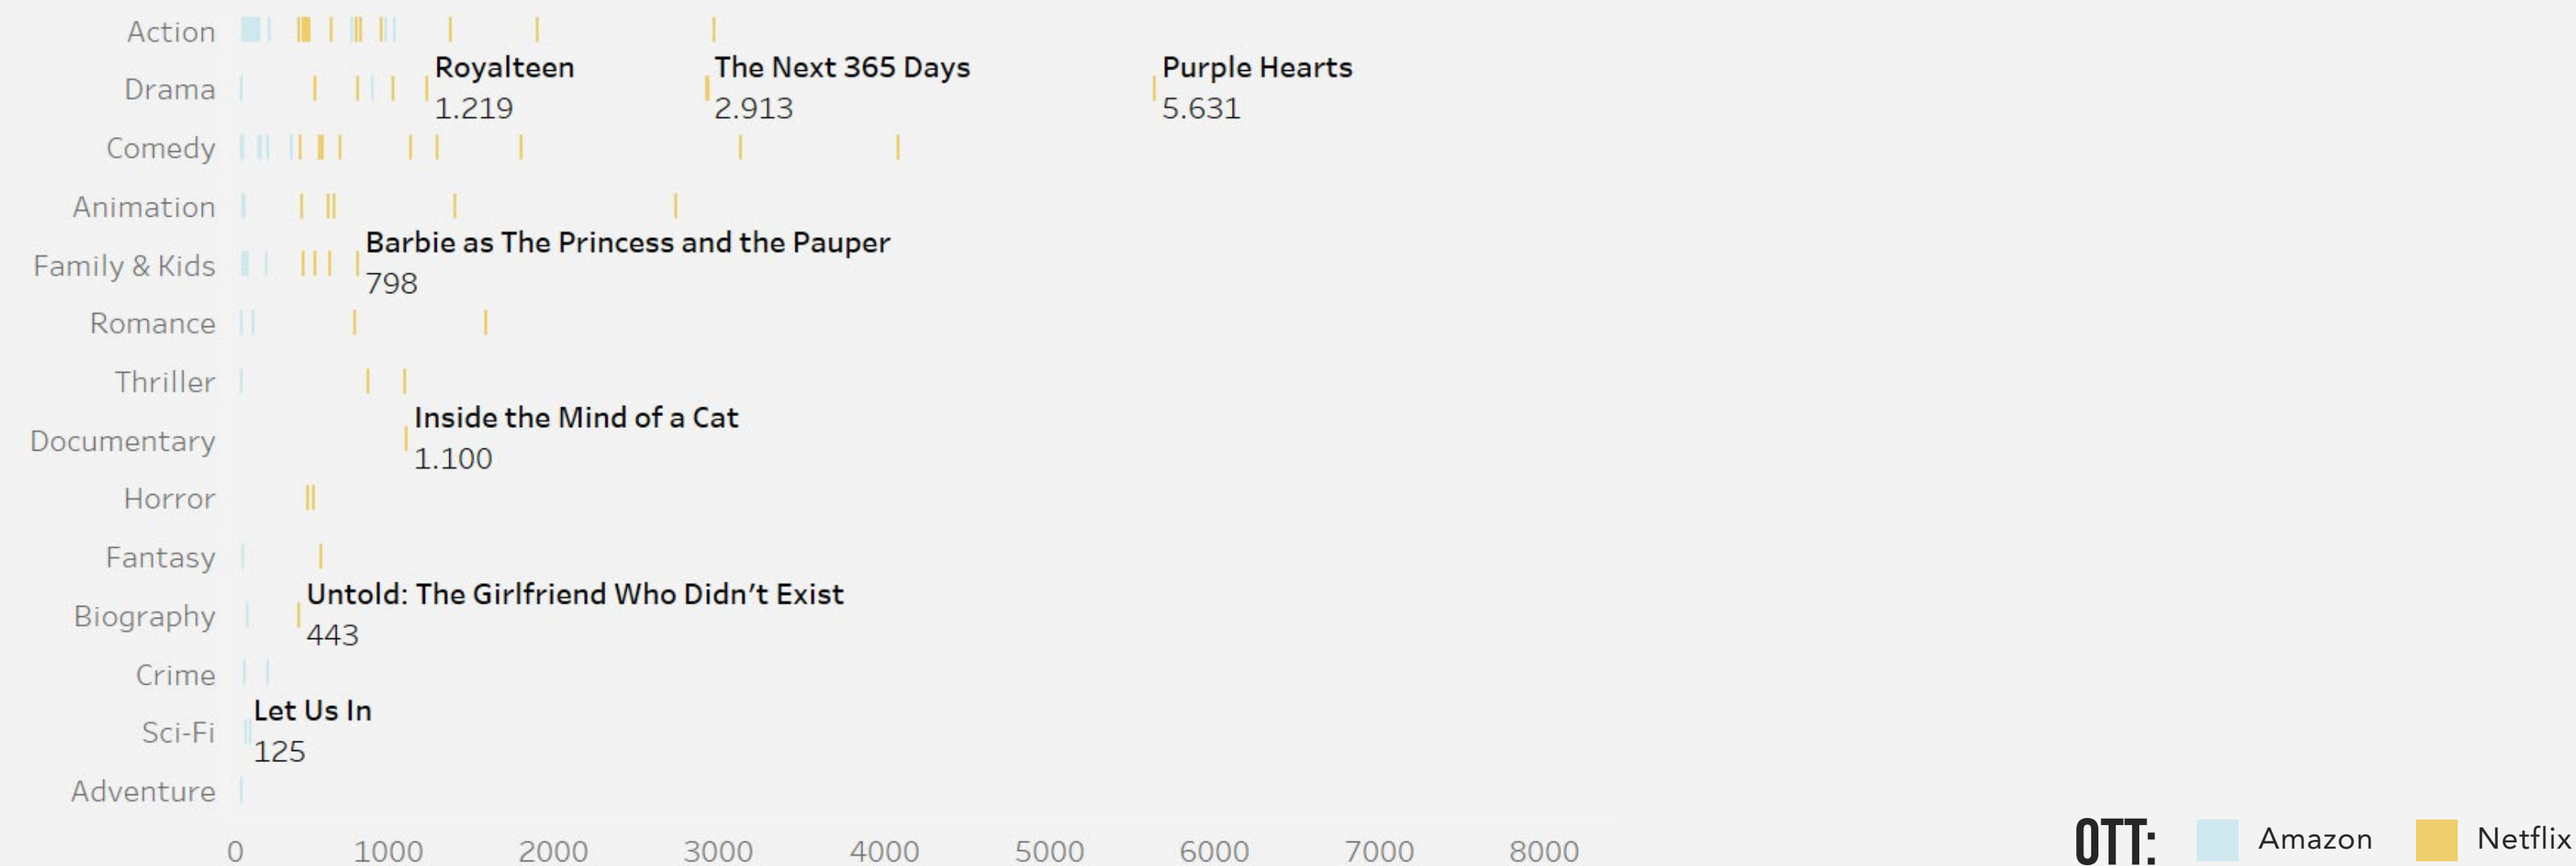 Action
Drama
Royalteen
1.219
The Next 365 Days
2.913
Purple Hearts
5.631
Comedy
Animation
Family & Kids
Barbie as The Princess and the Pauper
798
Romance
Thriller
Documentary
Inside the Mind of a Cat
1.100
Horror
Fantasy
Biography
Untold: The Girlfriend Who Didn’t Exist
443
Crime
Sci-Fi
Let Us In
125
Adventure
0 1000 2000 3000 4000 5000 6000 7000 8000
OTT: Amazon Netflix